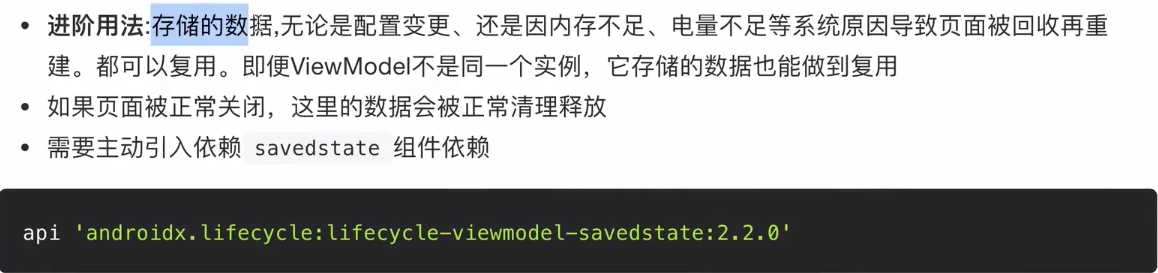 进阶用法:存储的数据,无论是配置变更、还是因内存不足、电量不足等系统原因导致页面被回收再重
建。都可以复用。即便ViewModel不是同一个实例，它存储的数据也能做到复用
如果页面被正常关闭，这里的数据会被正常清理释放
需要主动引入依赖 savedstate 组件依赖
api 'androidx.lifecycle:lifecycle-viewmodel-savedstate:2.2.0'